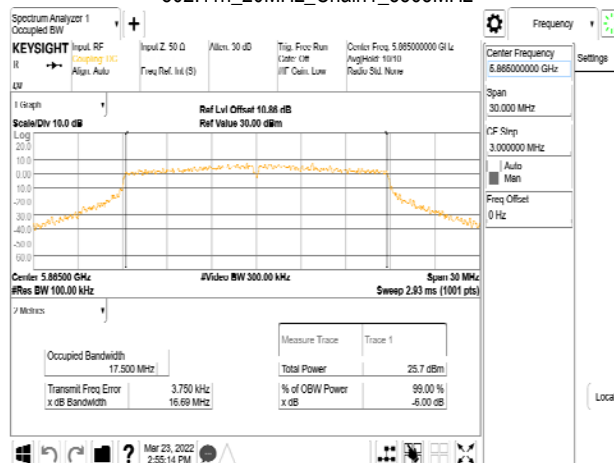 Spectrum Analyzer 1
Occupied BW
Frequency
KEYSIGHT
Input: RF
Coupling: DC
Align: Auto
Input Z: 50 Ω
Freq Ref: Int (S)
Atten: 30 dB
Trig: Free Run
Gate: Off
#IF Gain: Low
Center Freq: 5.865000000 GHz
Avg|Hold: 10/10
Radio Std: None
Center Frequency
5.865000000 GHz
Settings
Span
30.000 MHz
CF Step
3.000000 MHz
Auto
Man
Freq Offset
0 Hz
1 Graph
Scale/Div 10.0 dB
Ref Lvl Offset 10.86 dB
Ref Value 30.00 dBm
Log
20.0
10.0
0.00
-10.0
-20.0
-30.0
-40.0
-50.0
-60.0
Center 5.86500 GHz
#Res BW 100.00 kHz
#Video BW 300.00 kHz
Span 30 MHz
Sweep 2.93 ms (1001 pts)
2 Metrics
Measure Trace
Trace 1
Occupied Bandwidth
17.500 MHz
Total Power
25.7 dBm
Transmit Freq Error
3.750 kHz
% of OBW Power
99.00 %
x dB Bandwidth
16.69 MHz
x dB
-6.00 dB
Local
Mar 23, 2022
2:55:14 PM